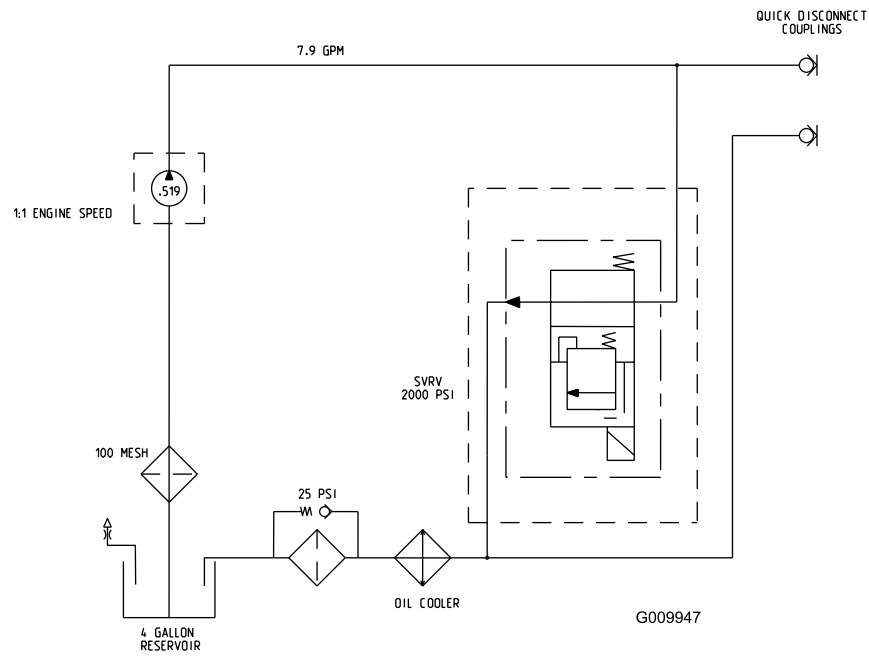 QUICK DISCONNECT
COUPLINGS
7.9 GPM
.519
1:1 ENGINE SPEED
SVRV
2000 PSI
100 MESH
25 PSI
OIL COOLER
G009947
4 GALLON
RESERVOIR